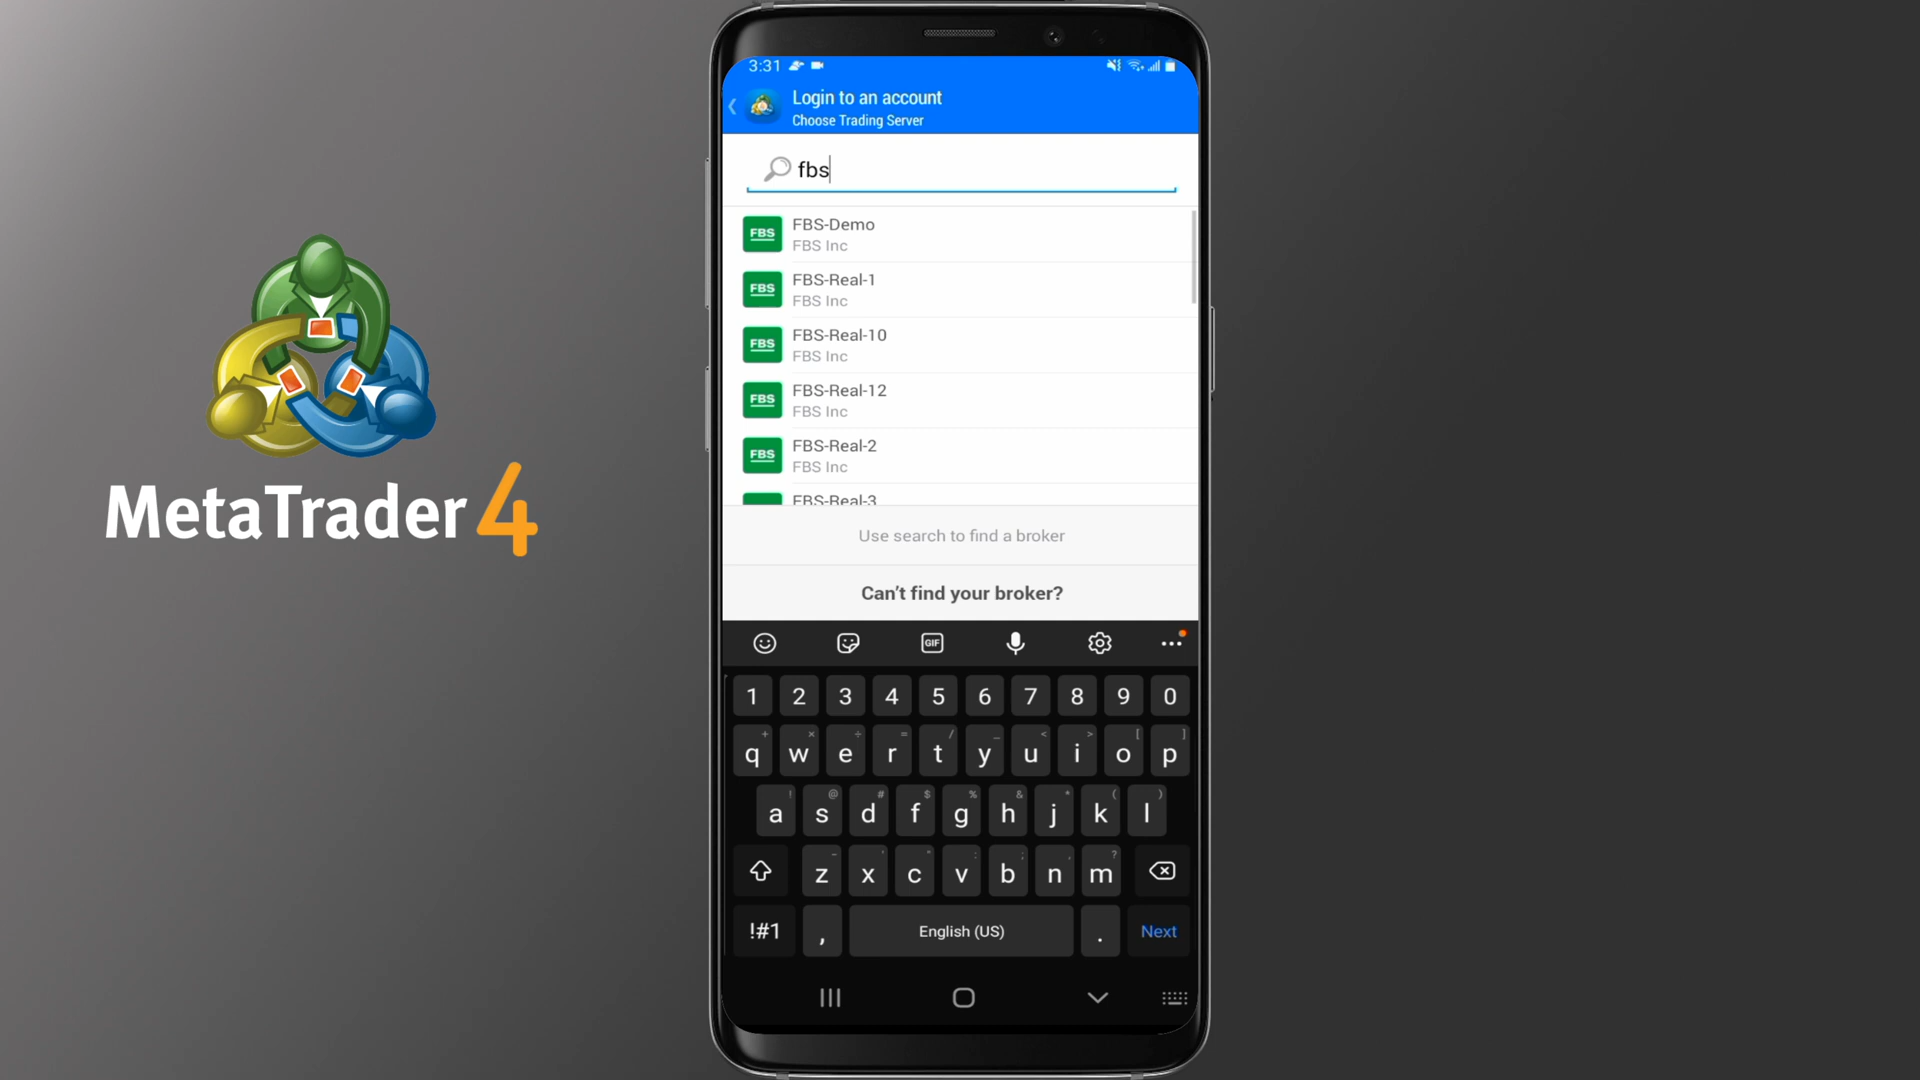 MetaTrader 4
3:31
Login to an account
Choose Trading Server
fbs
FBS
FBS-Demo
FBS Inc
FBS
FBS-Real-1
FBS Inc
FBS
FBS-Real-10
FBS Inc
FBS
FBS-Real-12
FBS Inc
FBS
FBS-Real-2
FBS Inc
FBS-Real-3
Use search to find a broker
Can't find your broker?
GIF
1 2 3 4 5 6 7 8 9 0
+ × ÷ = / _ < > [ ]
q w e r t y u i o p
! @ # $ % & * ( )
a s d f g h j k l
- ' " : ; , ?
z x c v b n m
!#1 , English (US) . Next